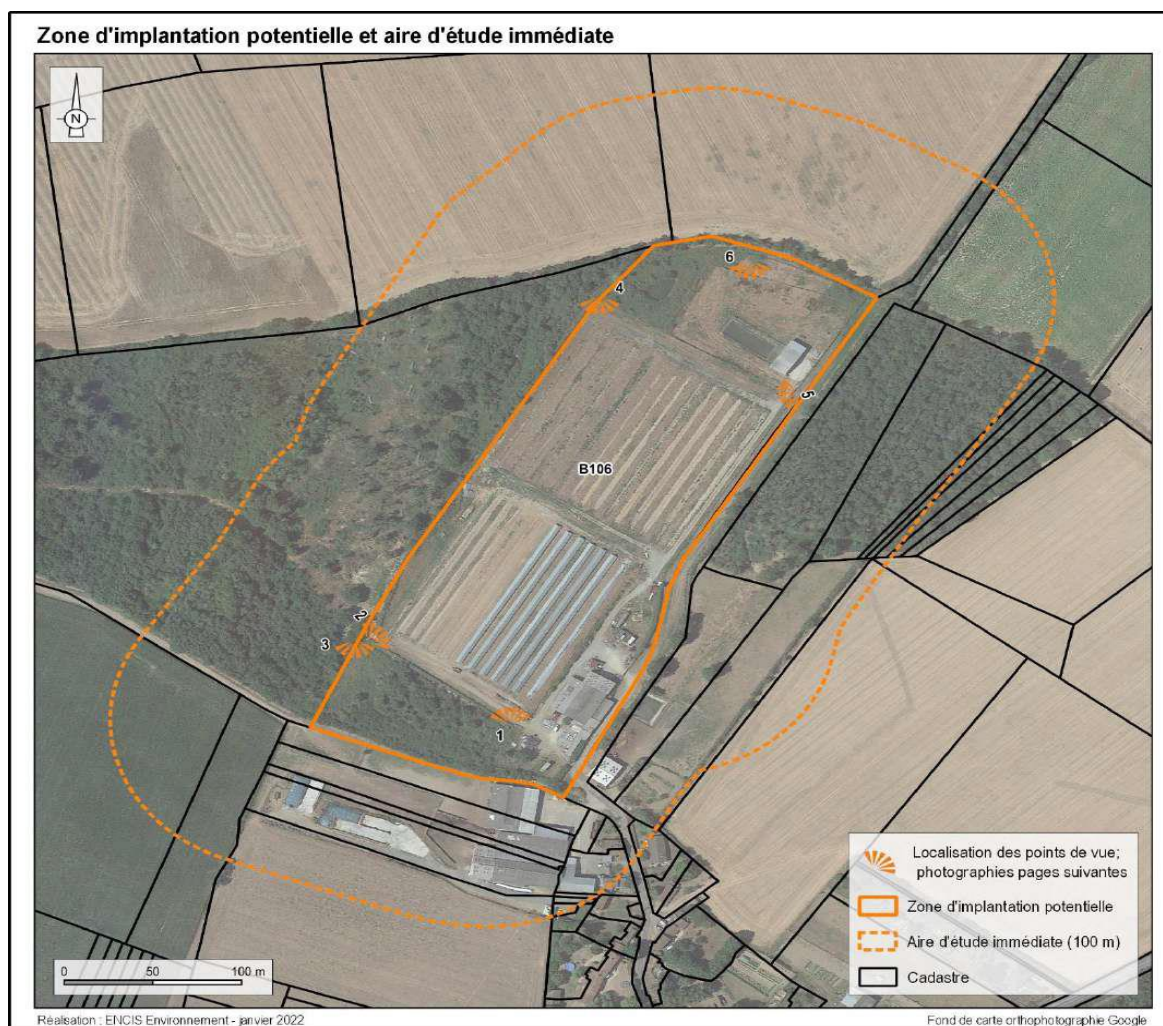 Zone d'implantation potentielle et aire d'étude immédiate
N
6
4
5
B106
2
3
1
Localisation des points de vue;
photographies pages suivantes
Zone d'implantation potentielle
Aire d'étude immédiate (100 m)
Cadastre
0 50 100 m
Réalisation : ENCIS Environnement - janvier 2022
Fond de carte orthophotographie Google